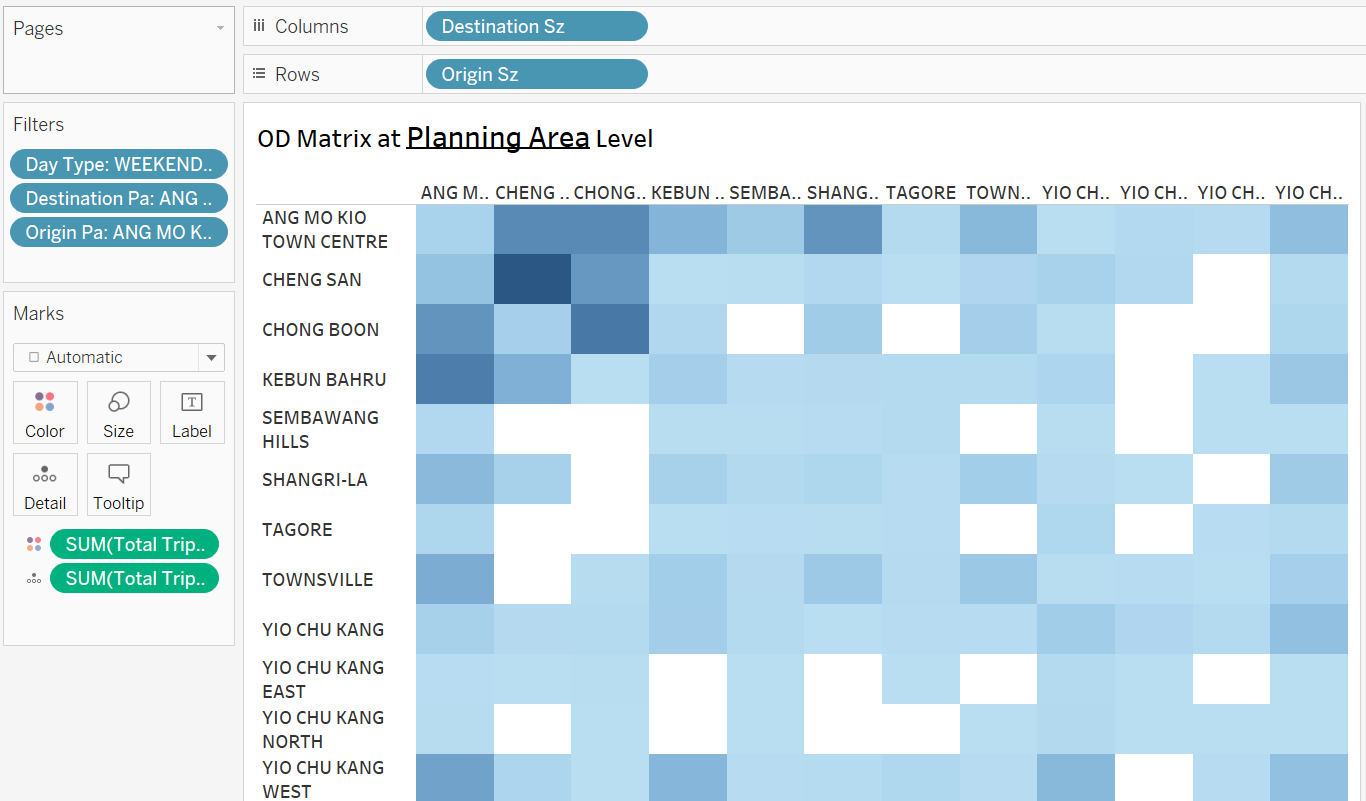 Pages
Columns
Destination Sz
Rows
Origin Sz
Filters
Day Type: WEEKEND..
Destination Pa: ANG ..
Origin Pa: ANG MO K..
Marks
Automatic
Color
Size
T
Label
Detail
Tooltip
SUM(Total Trip..
SUM(Total Trip..
OD Matrix at Planning Area Level
ANG M.. CHENG .. CHONG.. KEBUN .. SEMBA.. SHANG.. TAGORE TOWN.. YIO CH.. YIO CH.. YIO CH.. YIO CH..
ANG MO KIO
TOWN CENTRE
CHENG SAN
CHONG BOON
KEBUN BAHRU
SEMBAWANG
HILLS
SHANGRI-LA
TAGORE
TOWNSVILLE
YIO CHU KANG
YIO CHU KANG
EAST
YIO CHU KANG
NORTH
YIO CHU KANG
WEST